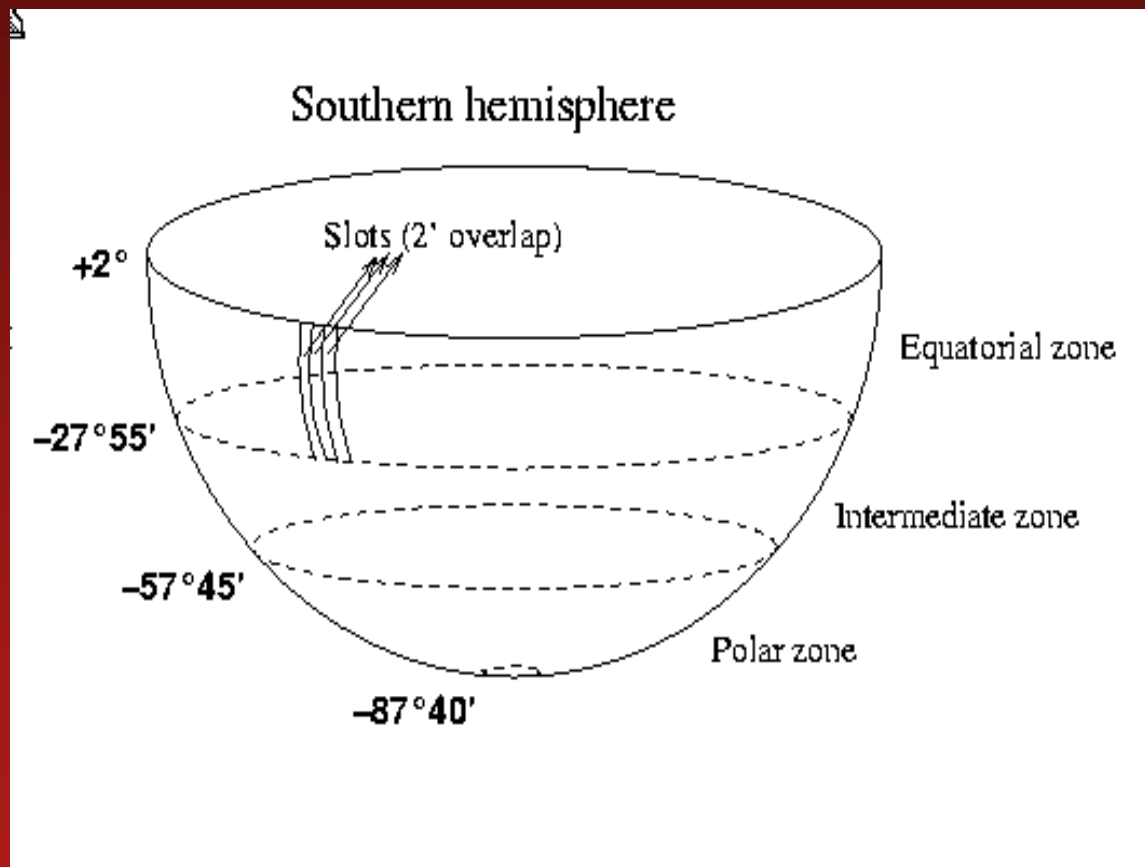 Southern hemisphere
Slots (2' overlap)
+2°
Equatorial zone
−27°55'
Intermediate zone
−57°45'
Polar zone
−87°40'